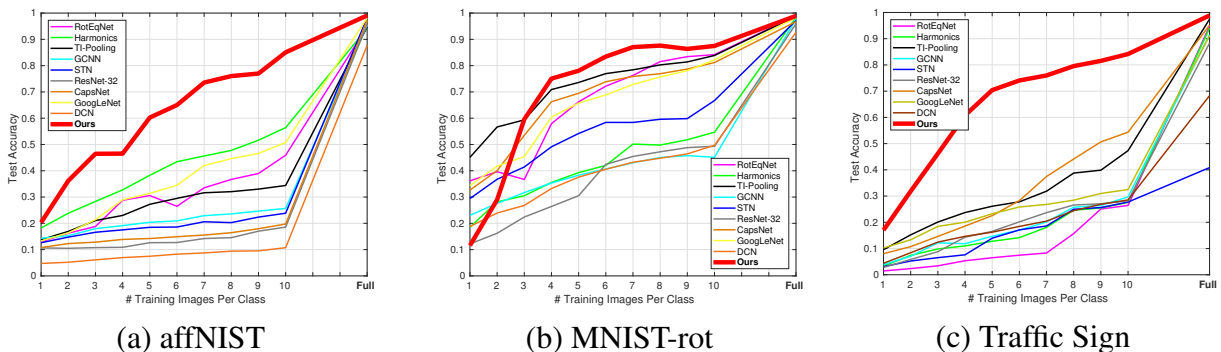 RotEqNet
Harmonics
TI-Pooling
GCNN
STN
ResNet-32
CapsNet
GoogLeNet
DCN
Ours
Test Accuracy
1
0.9
0.8
0.7
0.6
0.5
0.4
0.3
0.2
0.1
0
1 2 3 4 5 6 7 8 9 10 Full
# Training Images Per Class
(a) affNIST
Test Accuracy
1
0.9
0.8
0.7
0.6
0.5
0.4
0.3
0.2
0.1
0
RotEqNet
Harmonics
TI-Pooling
GCNN
STN
ResNet-32
CapsNet
GoogLeNet
DCN
Ours
1 2 3 4 5 6 7 8 9 10 Full
# Training Images Per Class
(b) MNIST-rot
RotEqNet
Harmonics
TI-Pooling
GCNN
STN
ResNet-32
CapsNet
GoogLeNet
DCN
Ours
Test Accuracy
1
0.9
0.8
0.7
0.6
0.5
0.4
0.3
0.2
0.1
0
1 2 3 4 5 6 7 8 9 10 Full
# Training Images Per Class
(c) Traffic Sign